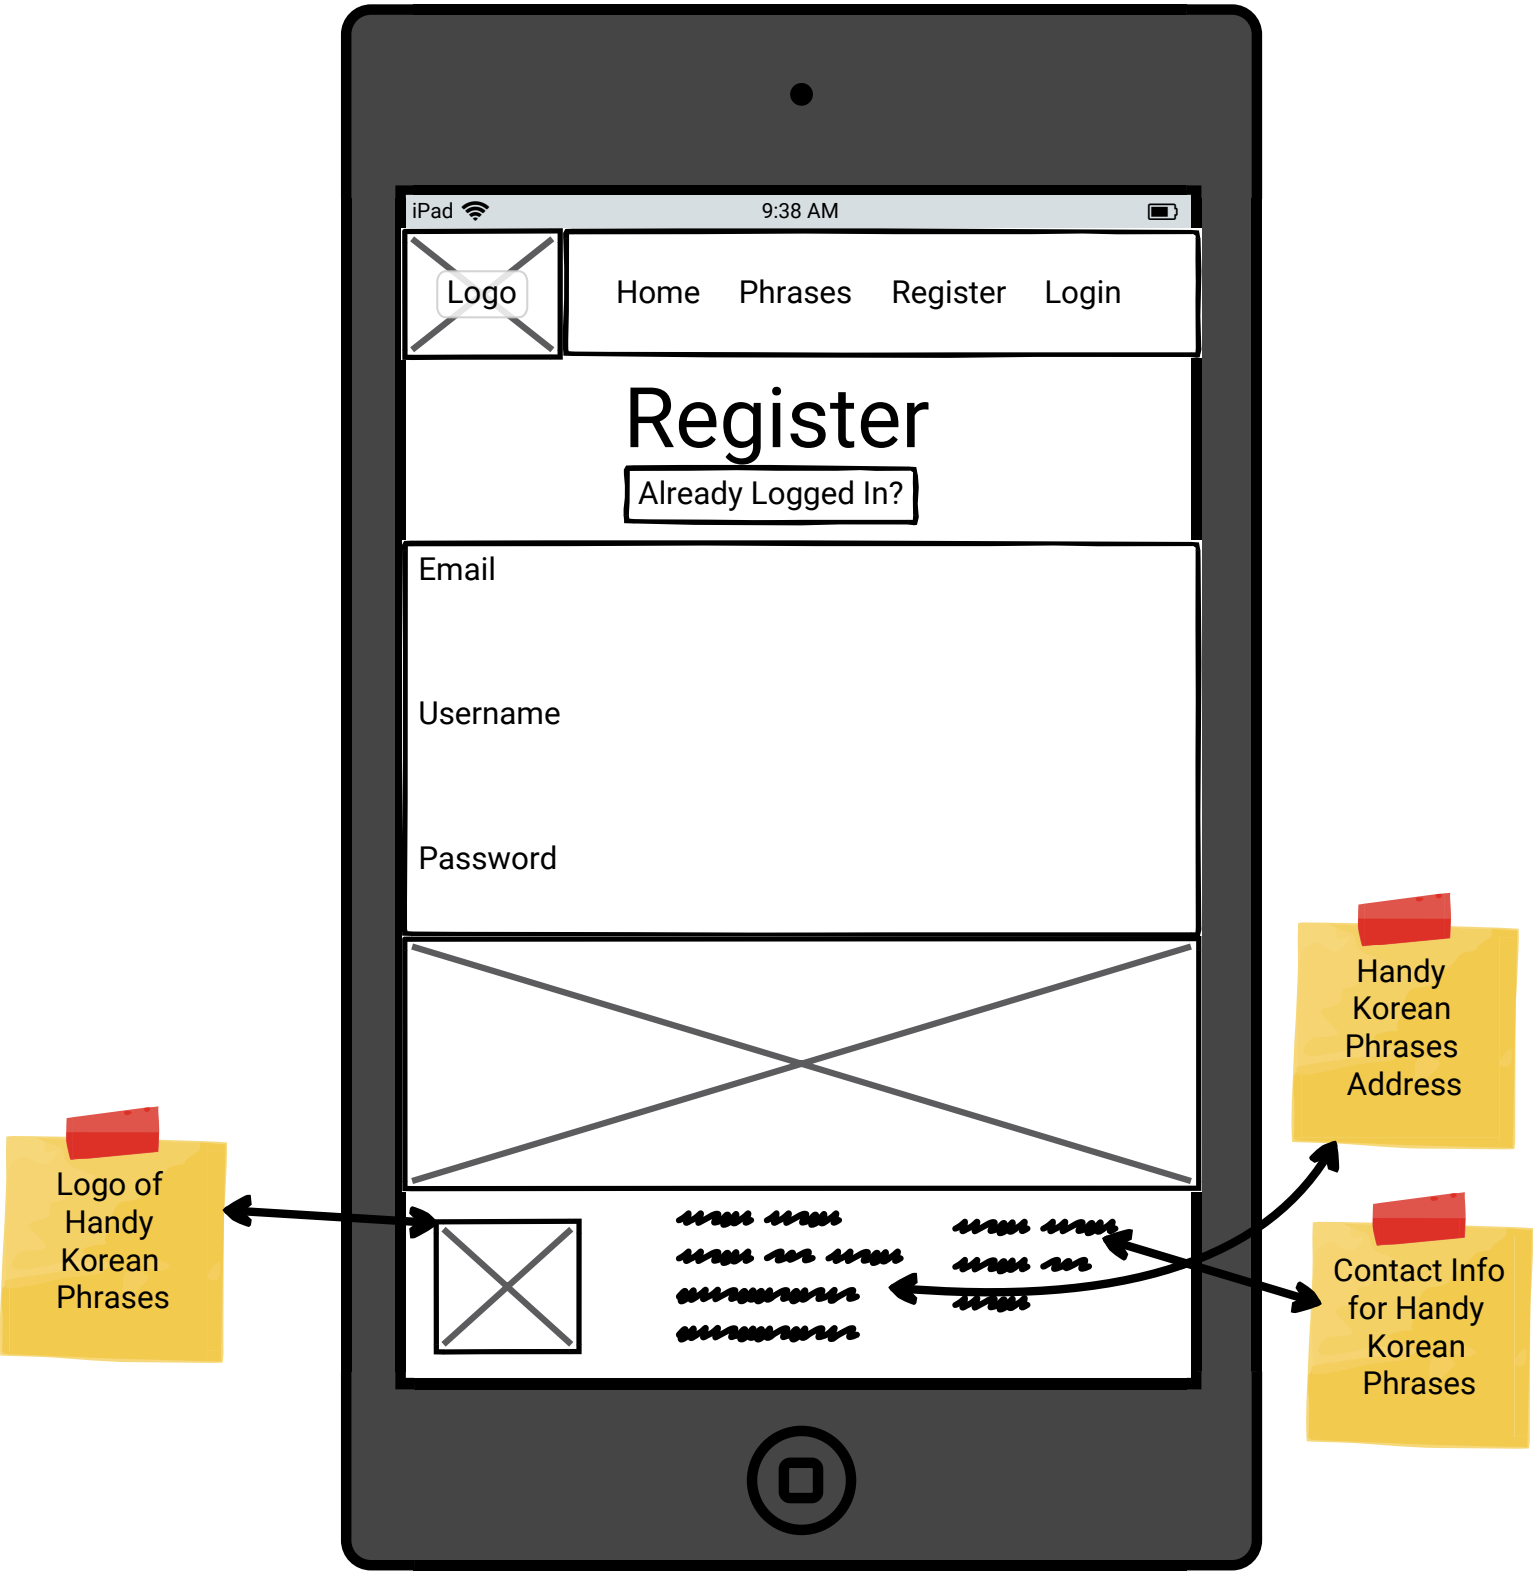 iPad
9:38 AM
Logo
Home Phrases Register Login
Register
Already Logged In?
Email
Username
Password
Handy
Korean
Phrases
Address
Logo of
Handy
Korean
Phrases
Contact Info
for Handy
Korean
Phrases